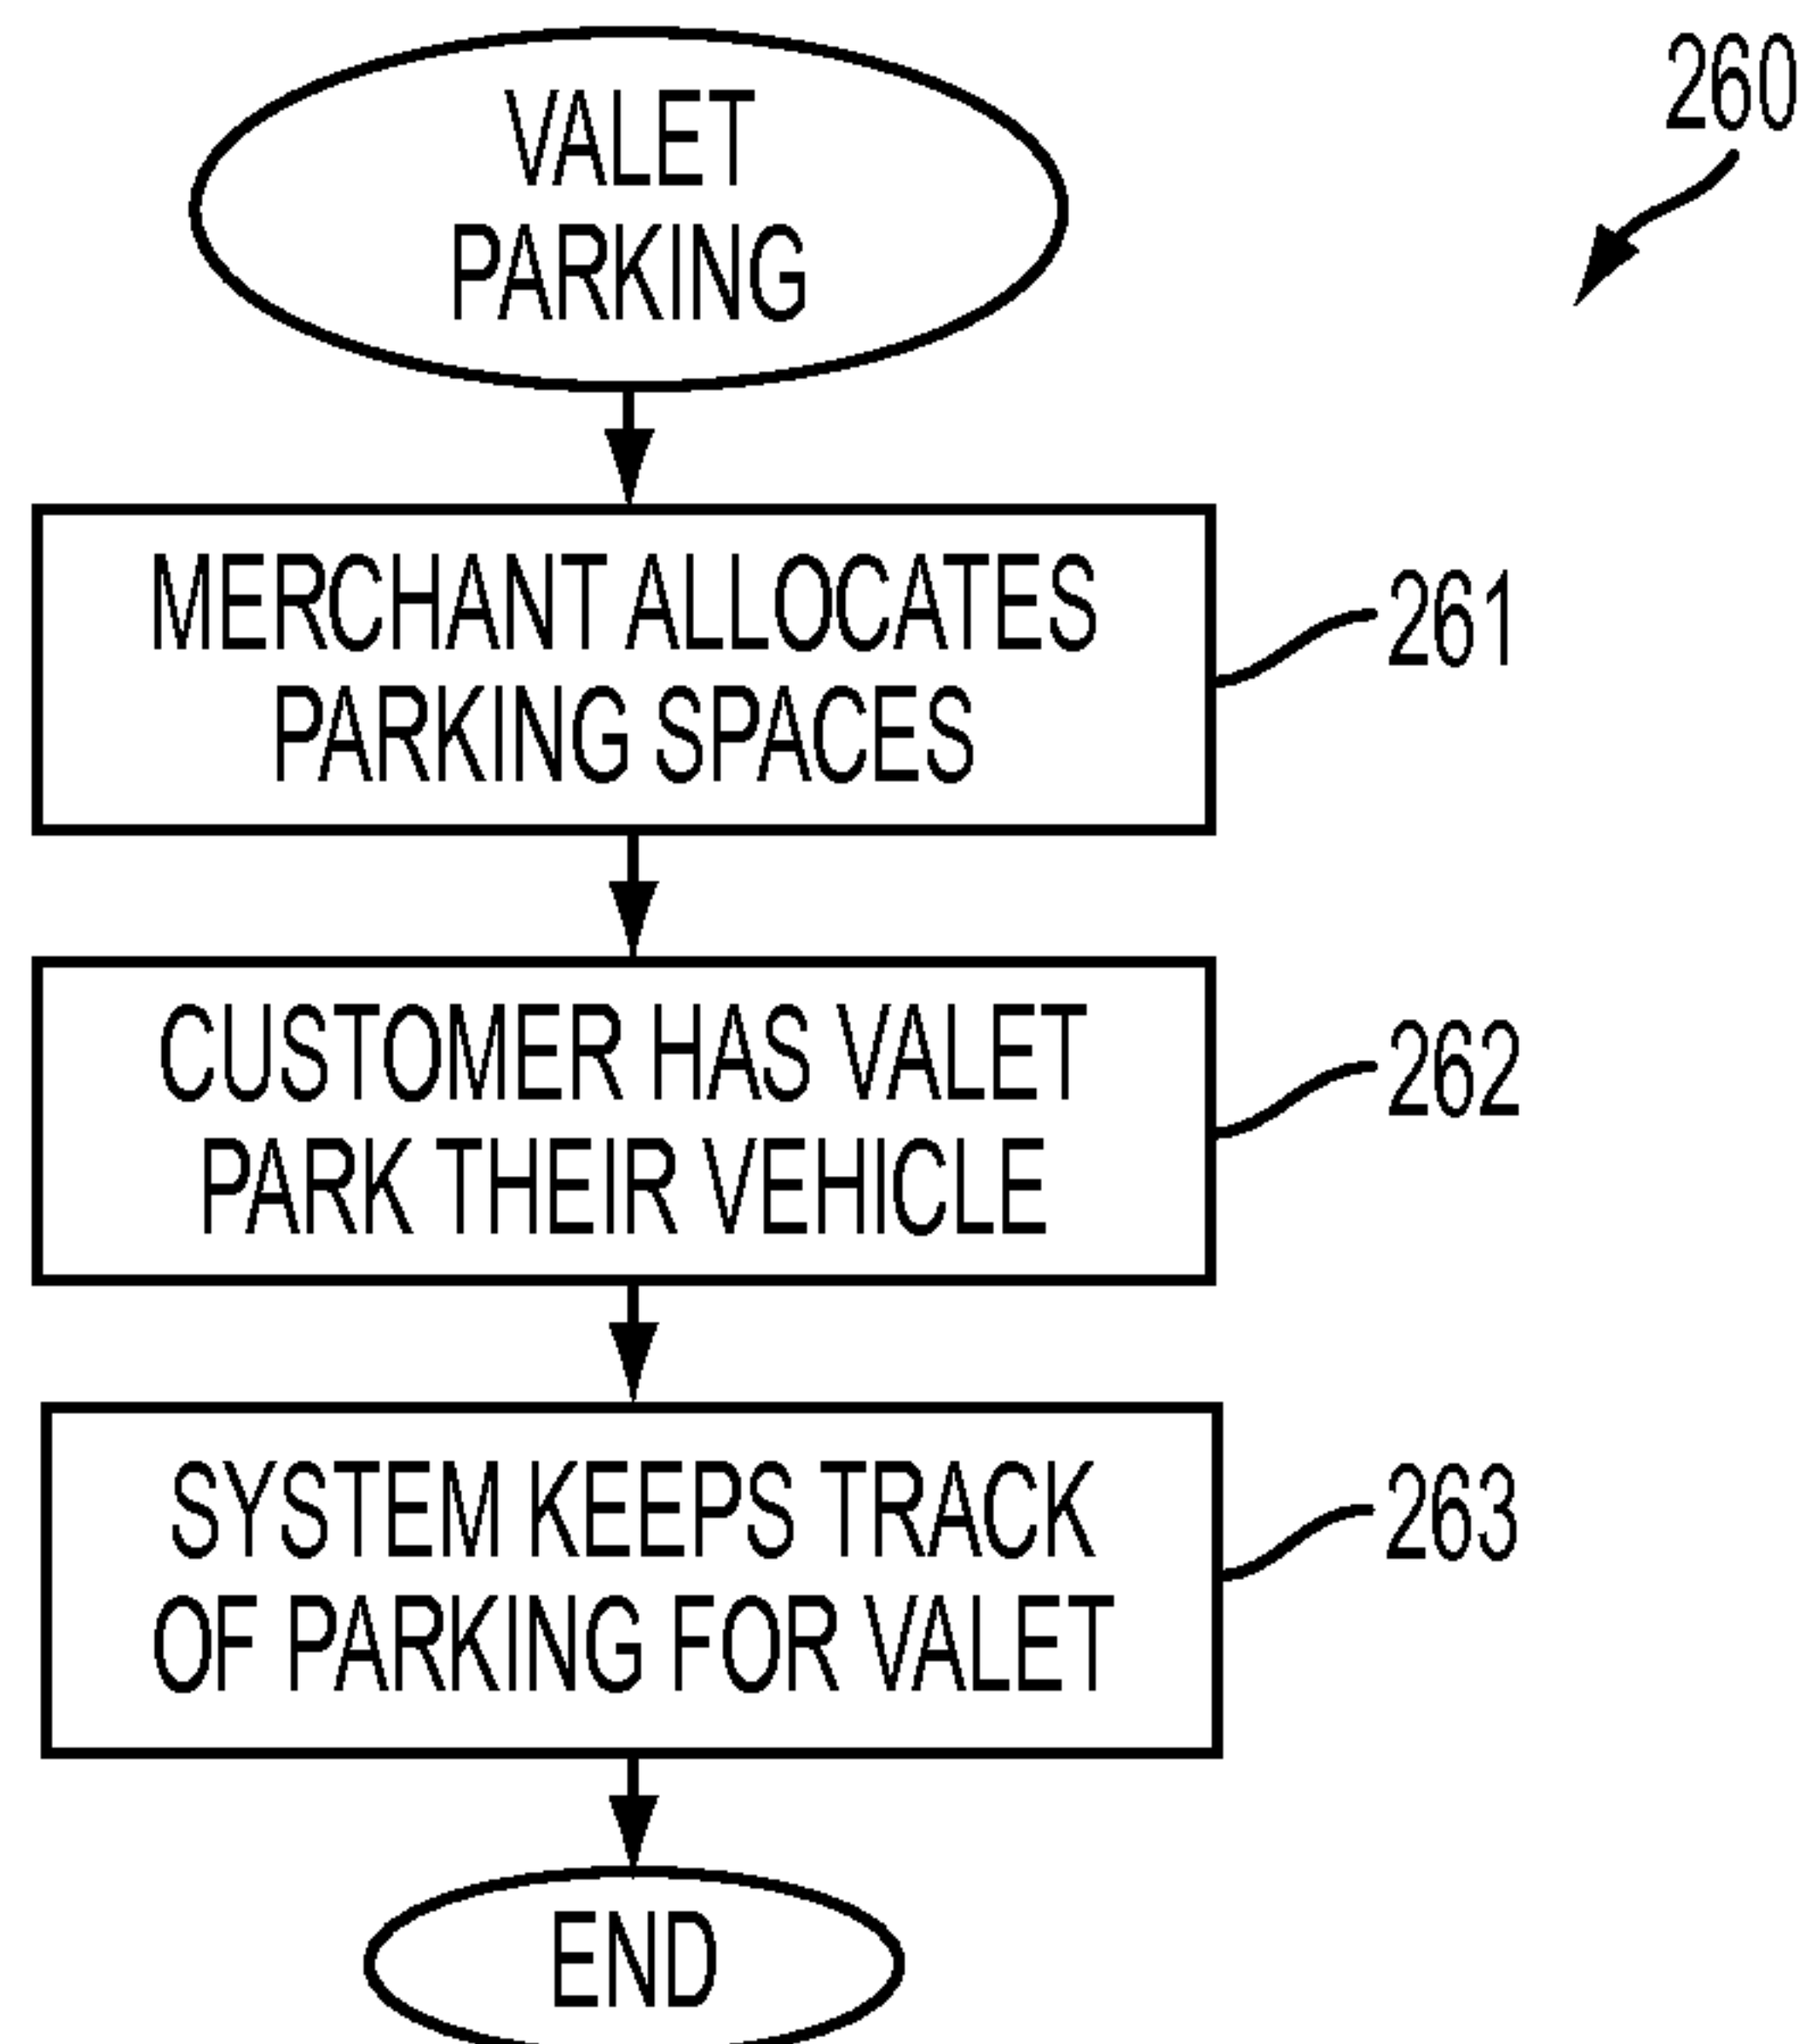 VALET
PARKING
260
MERCHANT ALLOCATES
PARKING SPACES
261
CUSTOMER HAS VALET
PARK THEIR VEHICLE
262
SYSTEM KEEPS TRACK
OF PARKING FOR VALET
263
END